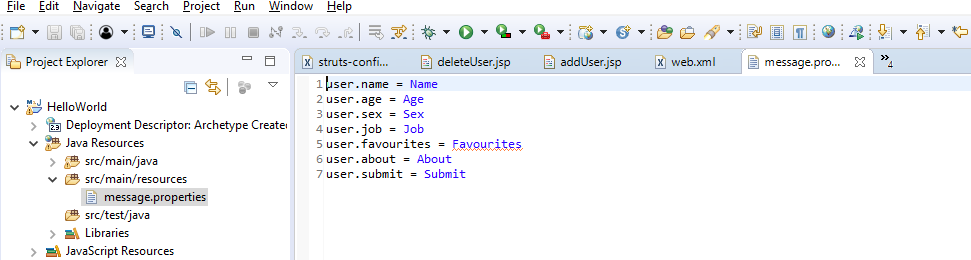 File Edit Navigate Search Project Run Window Help
Project Explorer
HelloWorld
Deployment Descriptor: Archetype Create
Java Resources
src/main/java
src/main/resources
message.properties
src/test/java
Libraries
JavaScript Resources
struts-confi... deleteUser.jsp addUser.jsp web.xml message.pro... »4
1 user.name = Name
2 user.age = Age
3 user.sex = Sex
4 user.job = Job
5 user.favourites = Favourites
6 user.about = About
7 user.submit = Submit